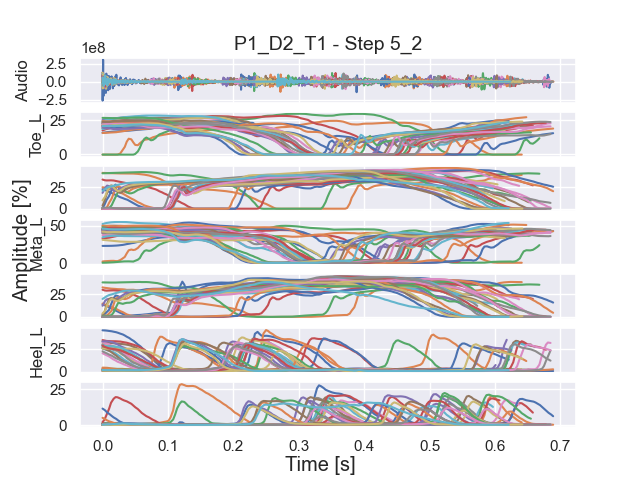 P1_D2_T1 - Step 5_2
1e8
Audio
2.5
0.0
−2.5
Toe_L
25
0
25
0
Meta_L
50
0
25
0
Heel_L
25
0
25
0
Amplitude [%]
0.0 0.1 0.2 0.3 0.4 0.5 0.6 0.7
Time [s]